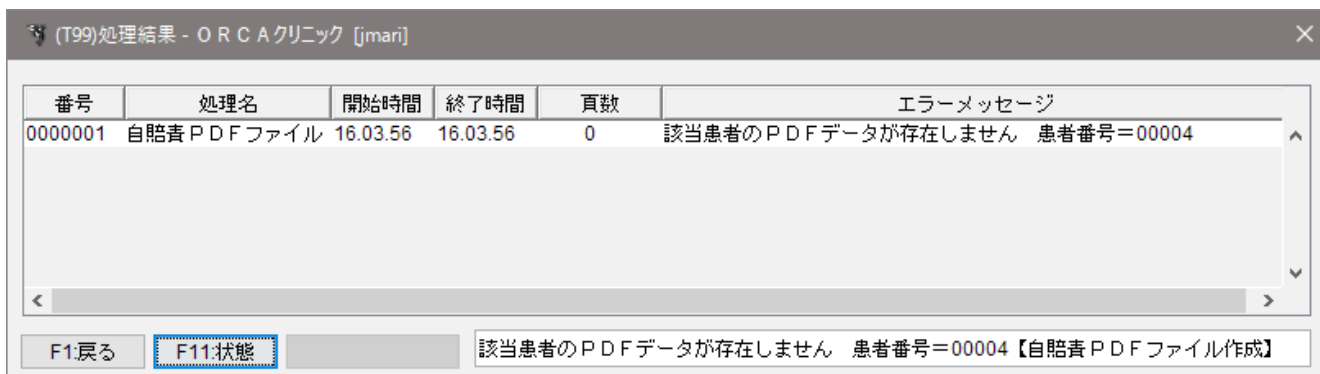 (T99)処理結果 - ＯＲＣＡクリニック [jmari]
番号 処理名 開始時間 終了時間 頁数 エラーメッセージ
0000001 自賠責ＰＤＦファイル 16.03.56 16.03.56 0 該当患者のＰＤＦデータが存在しません　患者番号＝00004
F1:戻る F11:状態 該当患者のＰＤＦデータが存在しません　患者番号＝00004【自賠責ＰＤＦファイル作成】